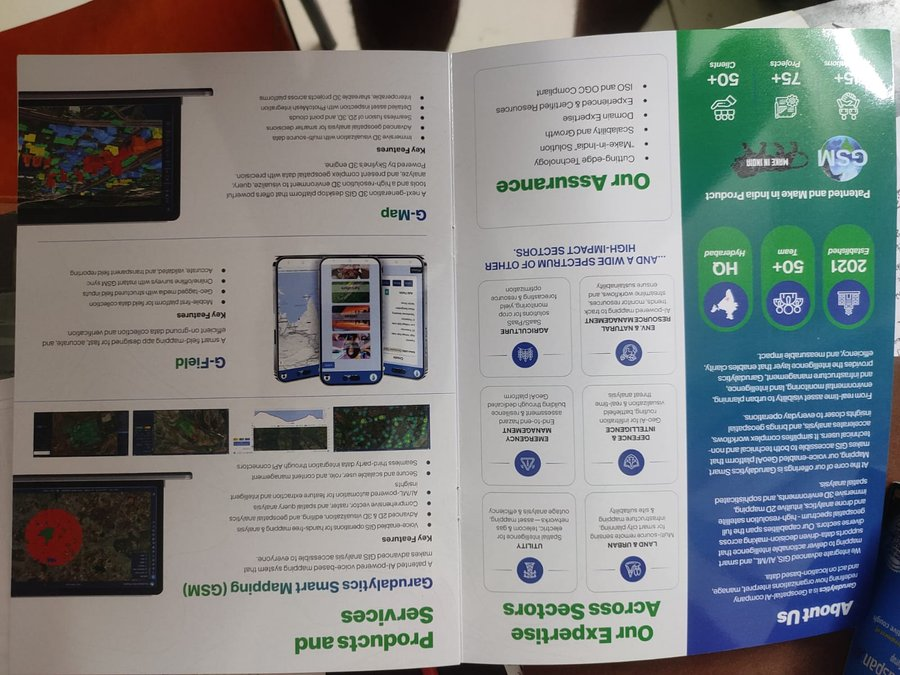 About Us
Garudalytics is a Geospatial-AI company
redefining how organizations interpret, manage,
and act on location-based data.
We integrate advanced GIS, AI/ML, and smart
mapping to deliver actionable intelligence that
supports data-driven decision-making across
diverse sectors. Our capabilities span the full
geospatial spectrum - high-resolution satellite
and drone analytics, intuitive 2D mapping,
immersive 3D environments, and sophisticated
spatial analysis.
At the core of our offerings is Garudalytics Smart
Mapping, our voice-enabled GeoAI platform that
makes GIS accessible to both technical and non-
technical users. It simplifies complex workflows,
accelerates analysis, and brings geospatial
insights closer to everyday operations.
From real-time asset visibility to urban planning,
environmental monitoring, land intelligence,
and infrastructure management, Garudalytics
provides the intelligence layer that enables clarity,
efficiency, and measurable impact.
2021
Established
50+
Team
HQ
Hyderabad
Patented and Make in India Product
GSM
MAKE IN INDIA
75+
Projects
50+
Clients
Our Expertise
Across Sectors
LAND & URBAN
Multi-source remote sensing
for smart city planning,
infrastructure mapping
& site suitability
UTILITY
Spatial intelligence for
electric, telecom & gas
networks—asset mapping,
outage analysis & efficiency
DEFENCE &
INTELLIGENCE
Geo-AI for infiltration
routing, battlefield
visualization & real-time
threat analysis
EMERGENCY
MANAGEMENT
End-to-end hazard
assessment & resilience
building through dedicated
GeoAI platform
ENV. & NATURAL
RESOURCE MANAGEMENT
AI-powered mapping to track
trends, monitor resources,
streamline workflows, and
ensure sustainability
AGRICULTURE
SaaS/PaaS
solutions for crop
monitoring, yield
forecasting resource
optimization
...AND A WIDE SPECTRUM OF OTHER
HIGH-IMPACT SECTORS.
Our Assurance
• Cutting-edge Technology
• "Make-in-India" Solution
• Scalability and Growth
• Domain Expertise
• Experienced & Certified Resources
• ISO and OGC Compliant
Products and
Services
Garudalytics Smart Mapping (GSM)
A patented AI-powered voice-based mapping system that
makes advanced GIS analysis accessible to everyone.
Key Features
• Voice-enabled GIS operations for hands-free mapping & analysis
• Advanced 2D & 3D visualization, editing, and geospatial analytics
• Comprehensive vector, raster, and spatial query analysis
• AI/ML-powered automation for feature extraction and intelligent
insights
• Secure and scalable user, role, and content management
• Seamless third-party data integration through API connectors
G-Field
A smart field-mapping app designed for fast, accurate, and
efficient on-ground data collection and verification.
Key Features
• Mobile-first platform for field data collection
• Geo-tagged media with structured field inputs
• Online/offline surveys with instant GSM sync
• Accurate, validated, and transparent field reporting
G-Map
A next-generation 3D GIS desktop platform that offers powerful
tools and a high-resolution 3D environment to visualize, query,
analyze, and present complex geospatial data with precision.
Powered by Skyline's 3D engine.
Key Features
• Immersive 3D visualization with multi-source data
• Advanced geospatial analysis for smarter decisions
• Seamless fusion of 2D, 3D, and point clouds
• Detailed asset inspection with PhotoMesh integration
• Interoperable, shareable 3D projects across platforms